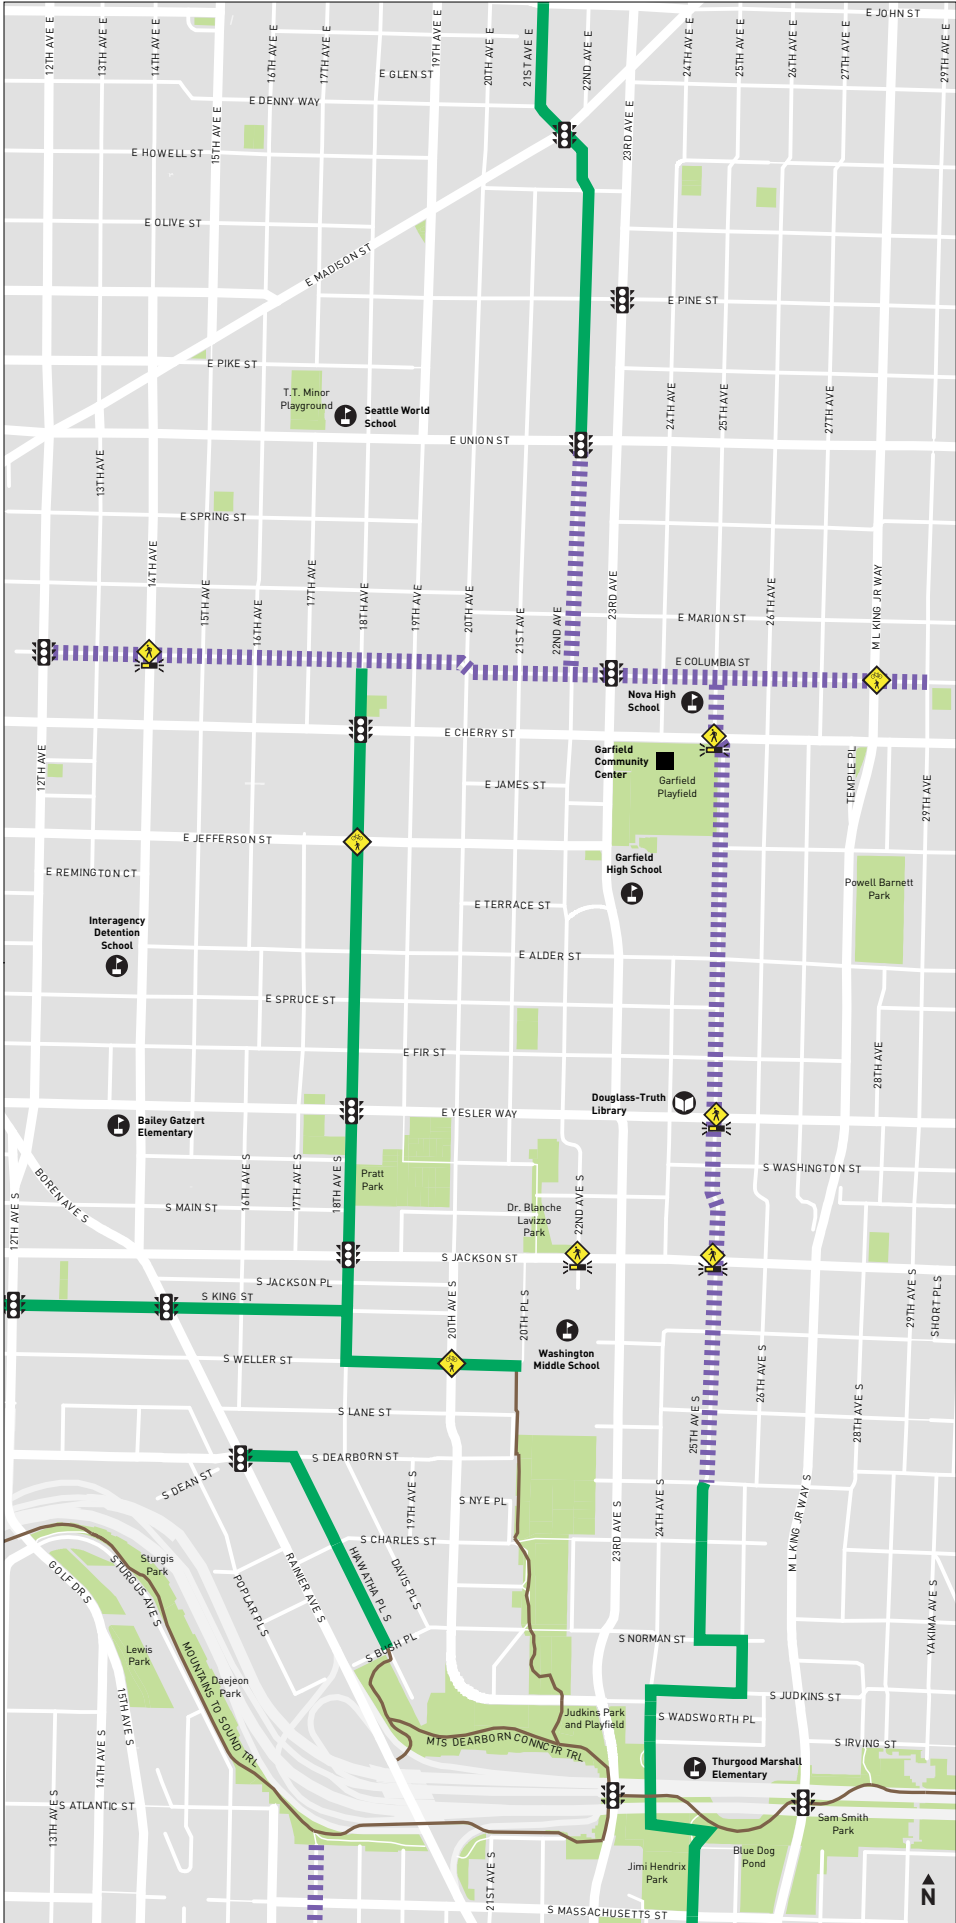 E JOHN ST
12TH AVE E
13TH AVE E
14TH AVE E
16TH AVE E
17TH AVE E
19TH AVE E
20TH AVE E
21ST AVE E
22ND AVE E
24TH AVE E
25TH AVE E
26TH AVE E
27TH AVE E
29TH AVE E
E GLEN ST
E DENNY WAY
15TH AVE E
23RD AVE E
E HOWELL ST
E OLIVE ST
E MADISON ST
E PINE ST
E PIKE ST
T.T. Minor
Playground
Seattle World
School
24TH AVE
25TH AVE
27TH AVE
E UNION ST
13TH AVE
E SPRING ST
14TH AVE
15TH AVE
16TH AVE
17TH AVE
18TH AVE
19TH AVE
20TH AVE
21ST AVE
22ND AVE
23RD AVE
26TH AVE
M L KING JR WAY
E MARION ST
E COLUMBIA ST
Nova High
School
E CHERRY ST
Garfield
Community
Center
Garfield
Playfield
12TH AVE
TEMPLE PL
29TH AVE
E JAMES ST
E JEFFERSON ST
Garfield
High School
E REMINGTON CT
Powell Barnett
Park
E TERRACE ST
Interagency
Detention
School
E ALDER ST
E SPRUCE ST
E FIR ST
28TH AVE
Douglass-Truth
Library
E YESLER WAY
Bailey Gatzert
Elementary
BOREN AVE S
16TH AVE S
17TH AVE S
18TH AVE S
Pratt
Park
S WASHINGTON ST
12TH AVE S
S MAIN ST
Dr. Blanche
Lavizzo
Park
22ND AVE S
S JACKSON ST
S JACKSON PL
S KING ST
20TH AVE S
20TH PL S
29TH AVE S
SHORT PL S
Washington
Middle School
S WELLER ST
26TH AVE S
25TH AVE S
28TH AVE S
S LANE ST
S DEARBORN ST
S DEAN ST
19TH AVE S
S NYE PL
24TH AVE S
23RD AVE S
M L KING JR WAY S
S CHARLES ST
Sturgis
Park
GOLF DR S
STURGUS AVE S
POPLAR PL S
RAINIER AVE S
HIAWATHA PL S
DAVIS PL S
YAKIMA AVE S
S NORMAN ST
S BUSH PL
Lewis
Park
MOUNTAINS TO SOUND TRL
Daejeon
Park
15TH AVE S
14TH AVE S
S JUDKINS ST
Judkins Park
and Playfield
S WADSWORTH PL
MTS DEARBORN CONNCTR TRL
S IRVING ST
Thurgood Marshall
Elementary
S ATLANTIC ST
13TH AVE S
Sam Smith
Park
Blue Dog
Pond
Jimi Hendrix
Park
21ST AVE S
S MASSACHUSETTS ST
N